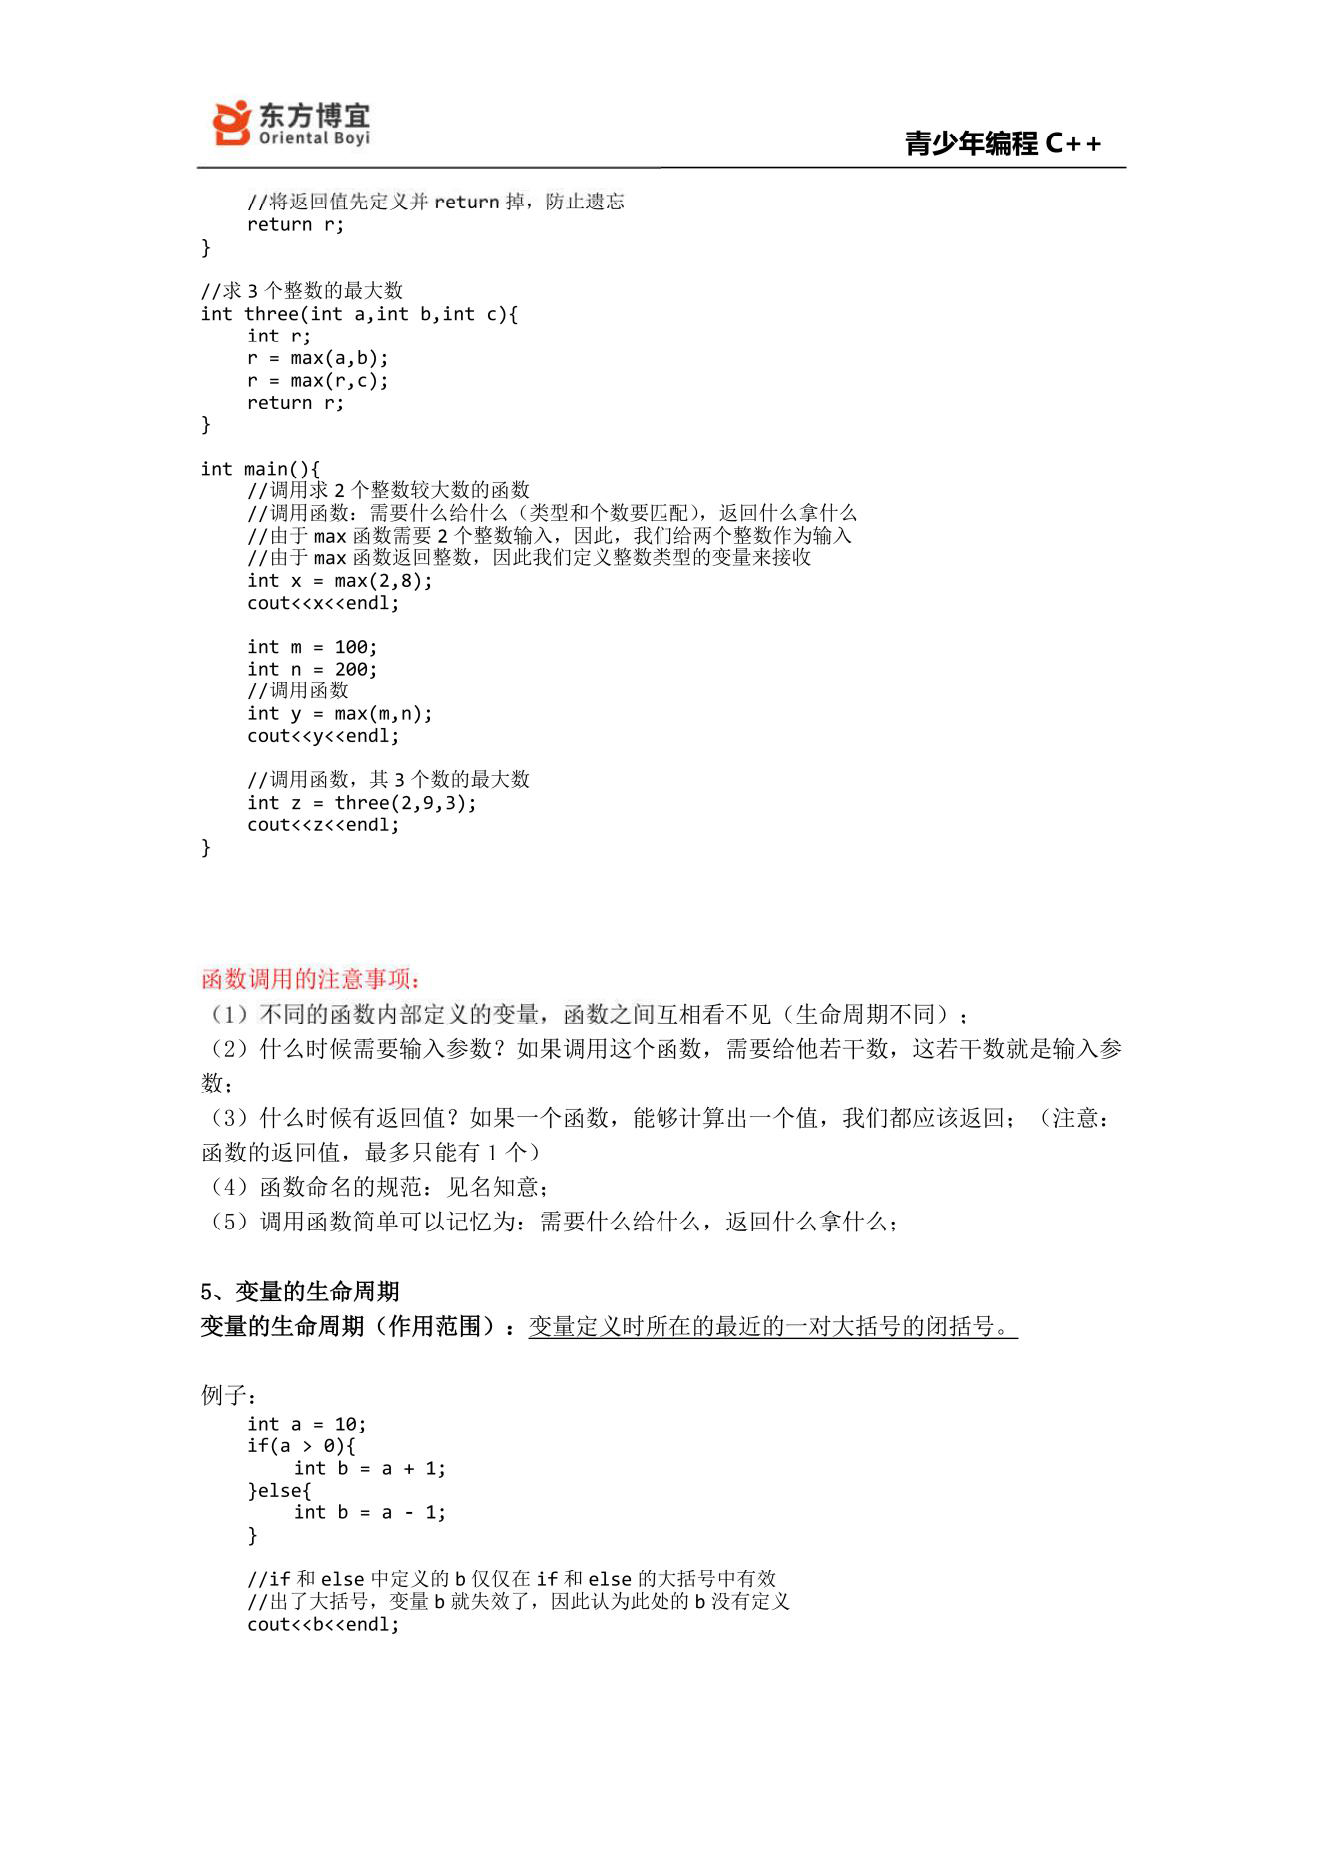 东方博宜
Oriental Boyi
青少年编程 C++
//将返回值先定义并 return 掉，防止遗忘
return r;
}
//求 3 个整数的最大数
int three(int a,int b,int c){
int r;
r = max(a,b);
r = max(r,c);
return r;
}
int main(){
//调用求 2 个整数较大数的函数
//调用函数：需要什么给什么（类型和个数要匹配），返回什么拿什么
//由于 max 函数需要 2 个整数输入，因此，我们给两个整数作为输入
//由于 max 函数返回整数，因此我们定义整数类型的变量来接收
int x = max(2,8);
cout<<x<<endl;
int m = 100;
int n = 200;
//调用函数
int y = max(m,n);
cout<<y<<endl;
//调用函数，其 3 个数的最大数
int z = three(2,9,3);
cout<<z<<endl;
}
函数调用的注意事项：
（1）不同的函数内部定义的变量，函数之间互相看不见（生命周期不同）；
（2）什么时候需要输入参数？如果调用这个函数，需要给他若干数，这若干数就是输入参
数；
（3）什么时候有返回值？如果一个函数，能够计算出一个值，我们都应该返回；（注意：
函数的返回值，最多只能有 1 个）
（4）函数命名的规范：见名知意；
（5）调用函数简单可以记忆为：需要什么给什么，返回什么拿什么；
5、变量的生命周期
变量的生命周期（作用范围）：变量定义时所在的最近的一对大括号的闭括号。
例子：
int a = 10;
if(a > 0){
int b = a + 1;
}else{
int b = a - 1;
}
//if 和 else 中定义的 b 仅仅在 if 和 else 的大括号中有效
//出了大括号，变量 b 就失效了，因此认为此处的 b 没有定义
cout<<b<<endl;